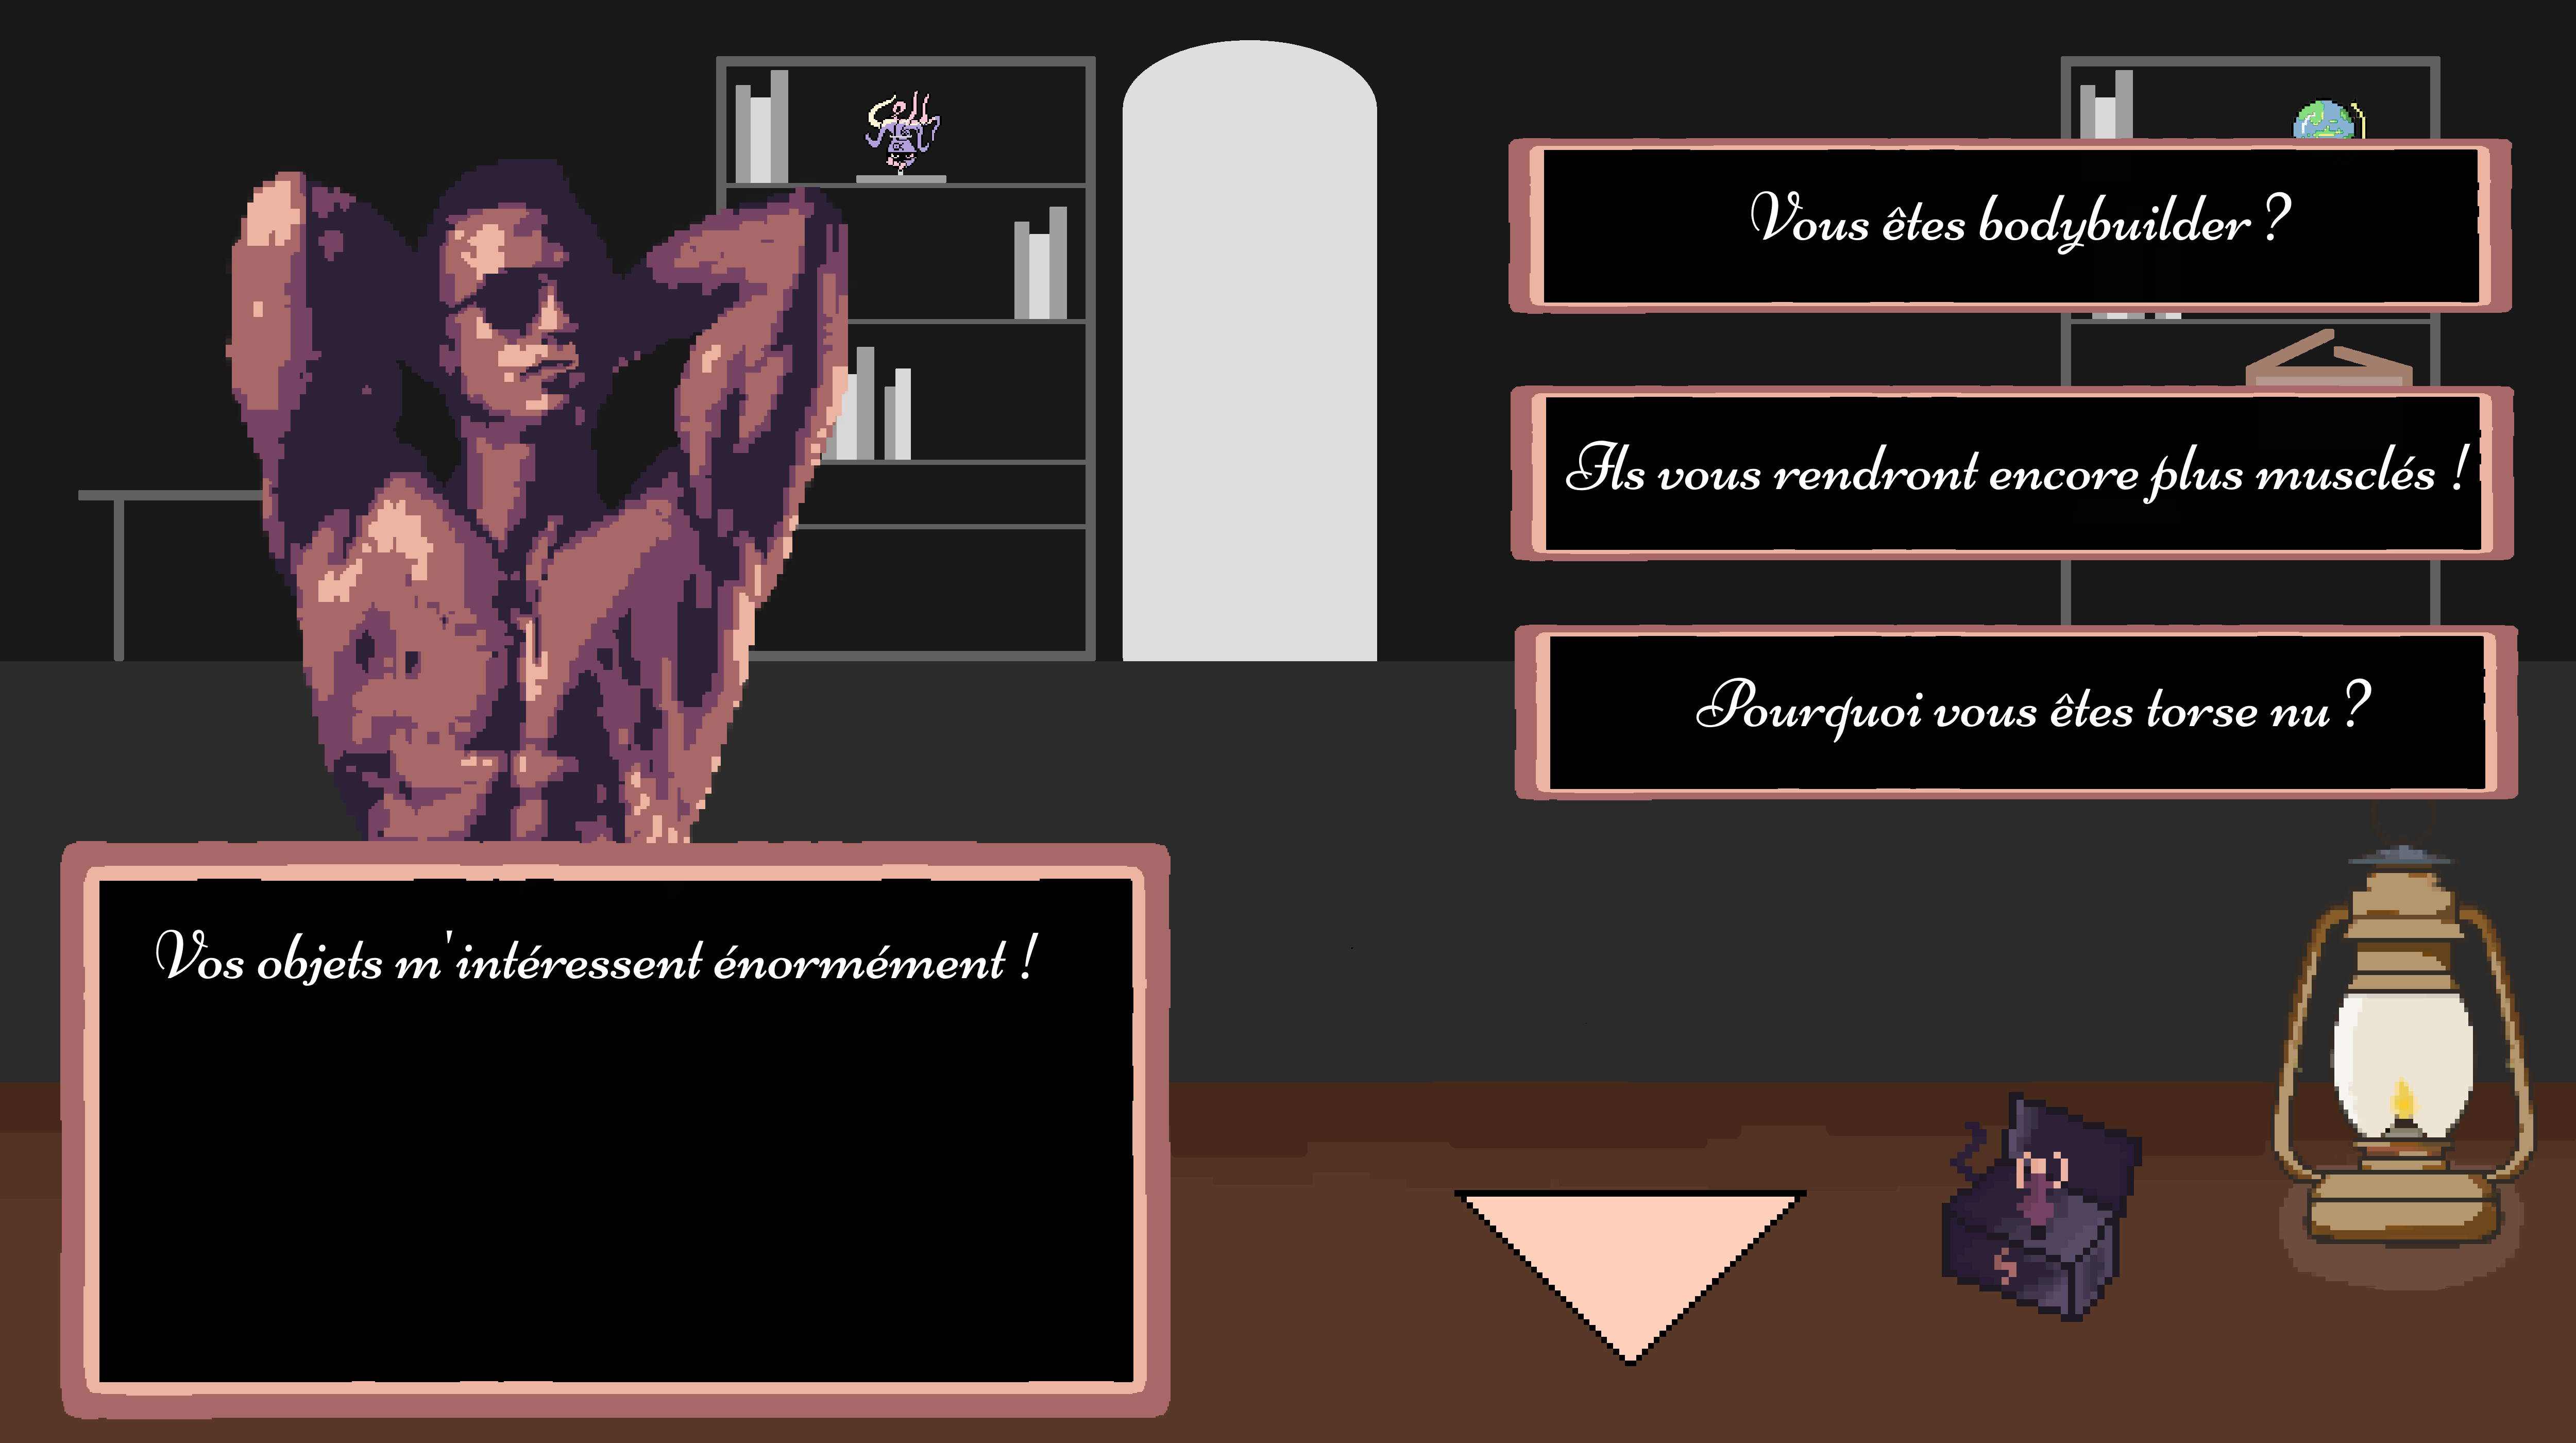 Vous êtes bodybuilder ?
Ils vous rendront encore plus musclés !
Pourquoi vous êtes torse nu ?
Vos objets m'intéressent énormément !